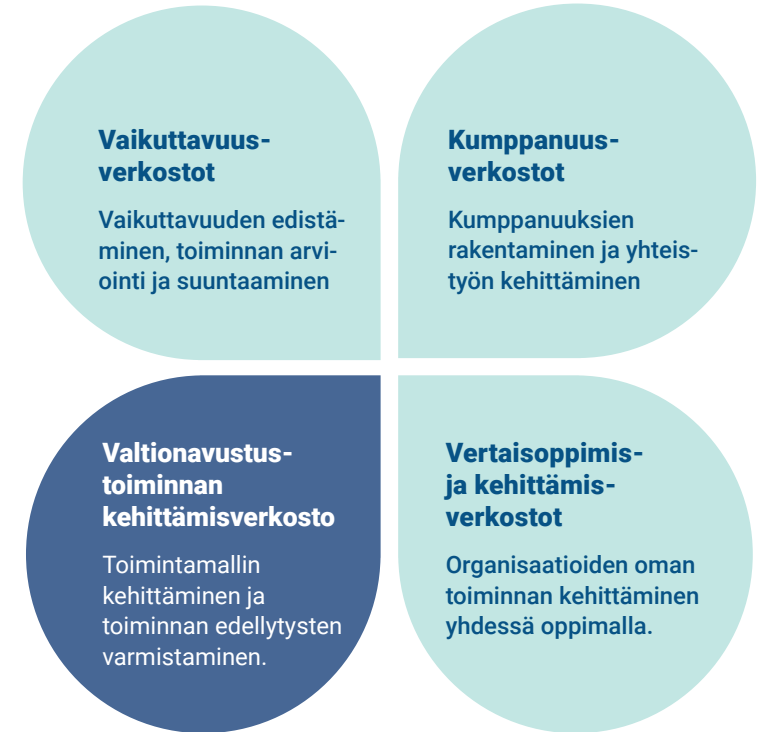 Vaikuttavuus-
verkostot
Vaikuttavuuden edistä-
minen, toiminnan arvi-
ointi ja suuntaaminen
Kumppanuus-
verkostot
Kumppanuuksien
rakentaminen ja yhteis-
työn kehittäminen
Valtionavustus-
toiminnan
kehittämisverkosto
Toimintamallin
kehittäminen ja
toiminnan edellytysten
varmistaminen.
Vertaisoppimis-
ja kehittämis-
verkostot
Organisaatioiden oman
toiminnan kehittäminen
yhdessä oppimalla.